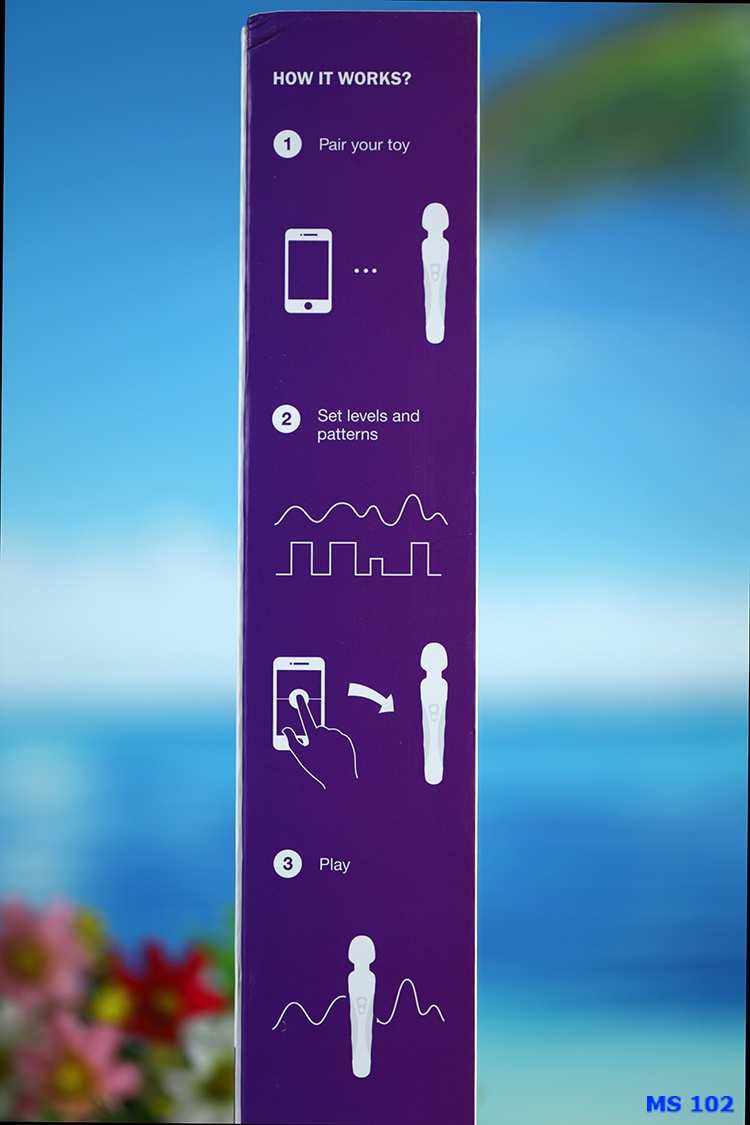 HOW IT WORKS?
1 Pair your toy
2 Set levels and
patterns
3 Play
MS 102